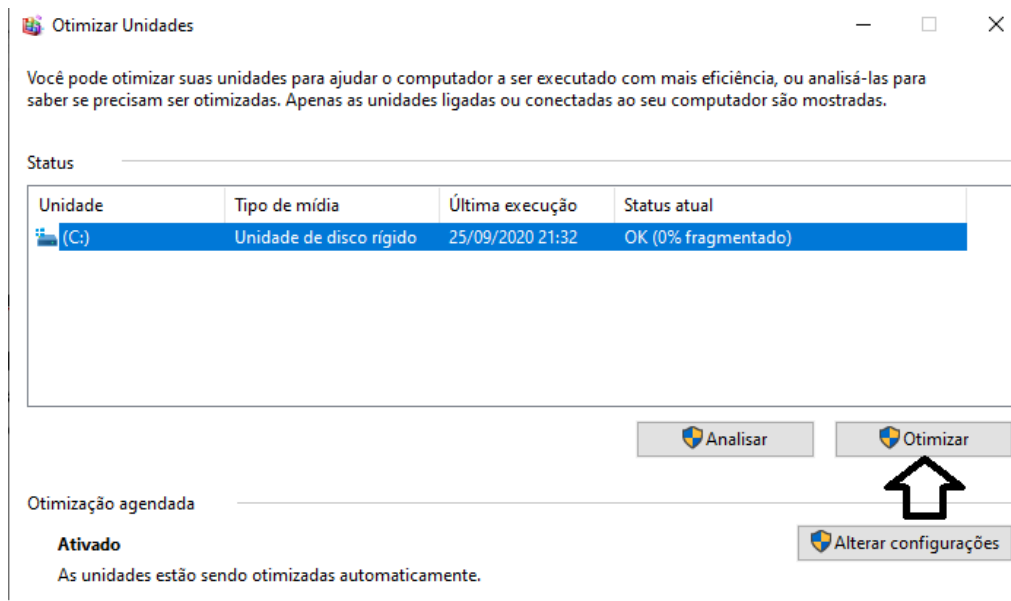 Otimizar Unidades
Você pode otimizar suas unidades para ajudar o computador a ser executado com mais eficiência, ou analisá-las para
saber se precisam ser otimizadas. Apenas as unidades ligadas ou conectadas ao seu computador são mostradas.
Status
Unidade Tipo de mídia Última execução Status atual
(C:) Unidade de disco rígido 25/09/2020 21:32 OK (0% fragmentado)
Analisar Otimizar
Otimização agendada
Ativado Alterar configurações
As unidades estão sendo otimizadas automaticamente.